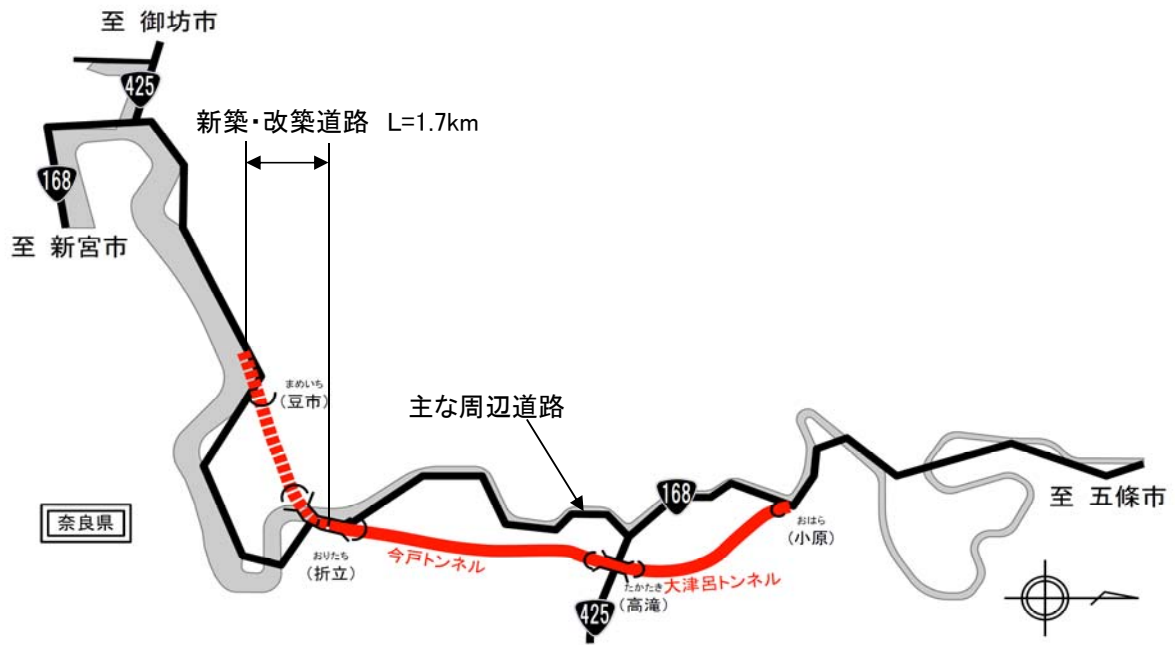 至 御坊市
425
新築・改築道路 L=1.7km
168
至 新宮市
まめいち
(豆市)
主な周辺道路
168
至 五條市
奈良県
おはら
(小原)
おりたち
(折立)
今戸トンネル
たかたき
(高滝)
大津呂トンネル
425